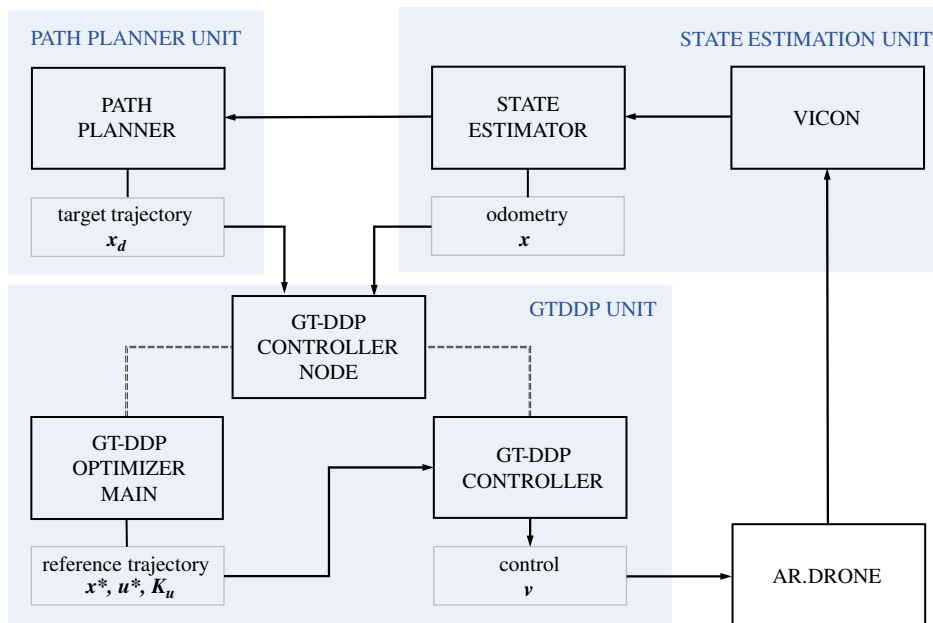 PATH PLANNER UNIT
PATH
PLANNER
target trajectory
x_d
STATE ESTIMATION UNIT
STATE
ESTIMATOR
odometry
x
VICON
GTDDP UNIT
GT-DDP
CONTROLLER
NODE
GT-DDP
OPTIMIZER
MAIN
reference trajectory
x*, u*, K_u
GT-DDP
CONTROLLER
control
v
AR.DRONE